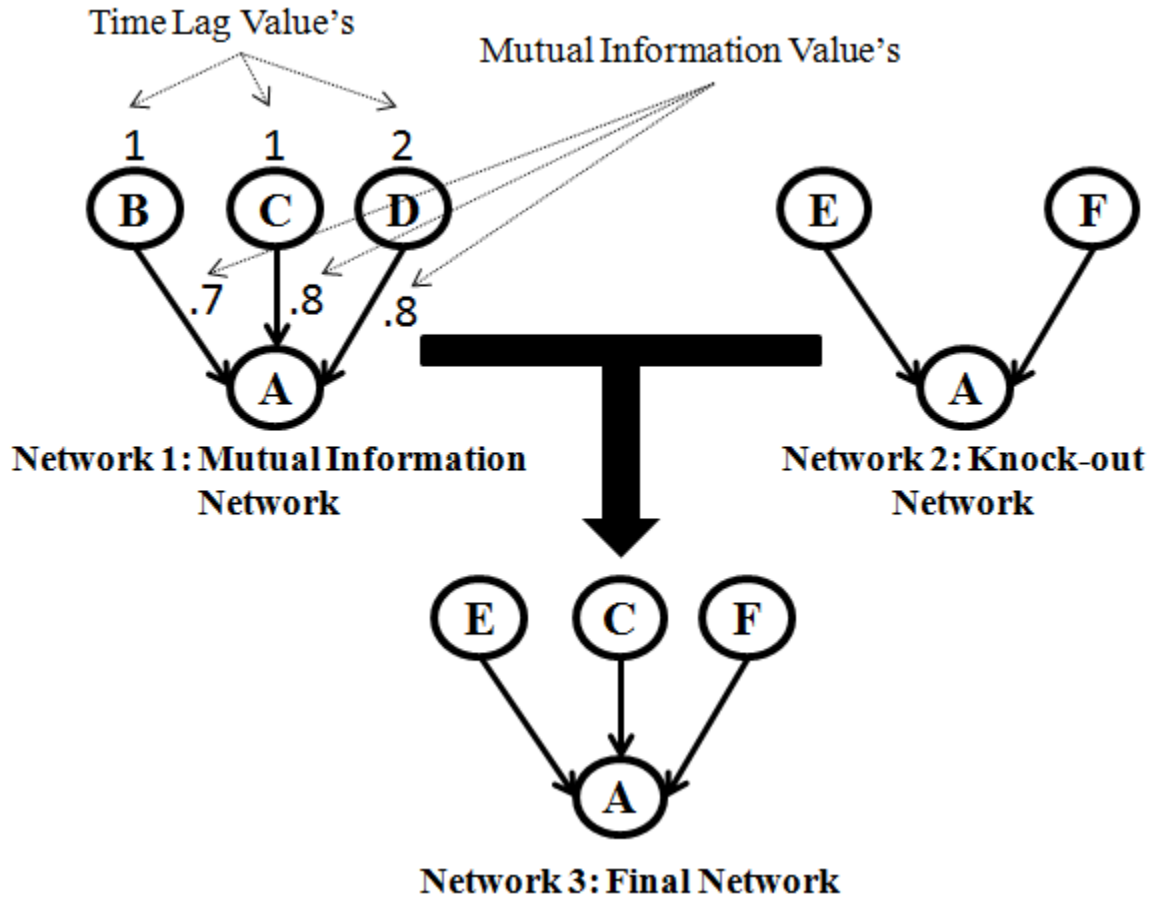 Time Lag Value's
Mutual Information Value's
1 1 2
B C D E F
.7 .8 .8
A A
Network 1: Mutual Information
Network
Network 2: Knock-out
Network
E C F
A
Network 3: Final Network